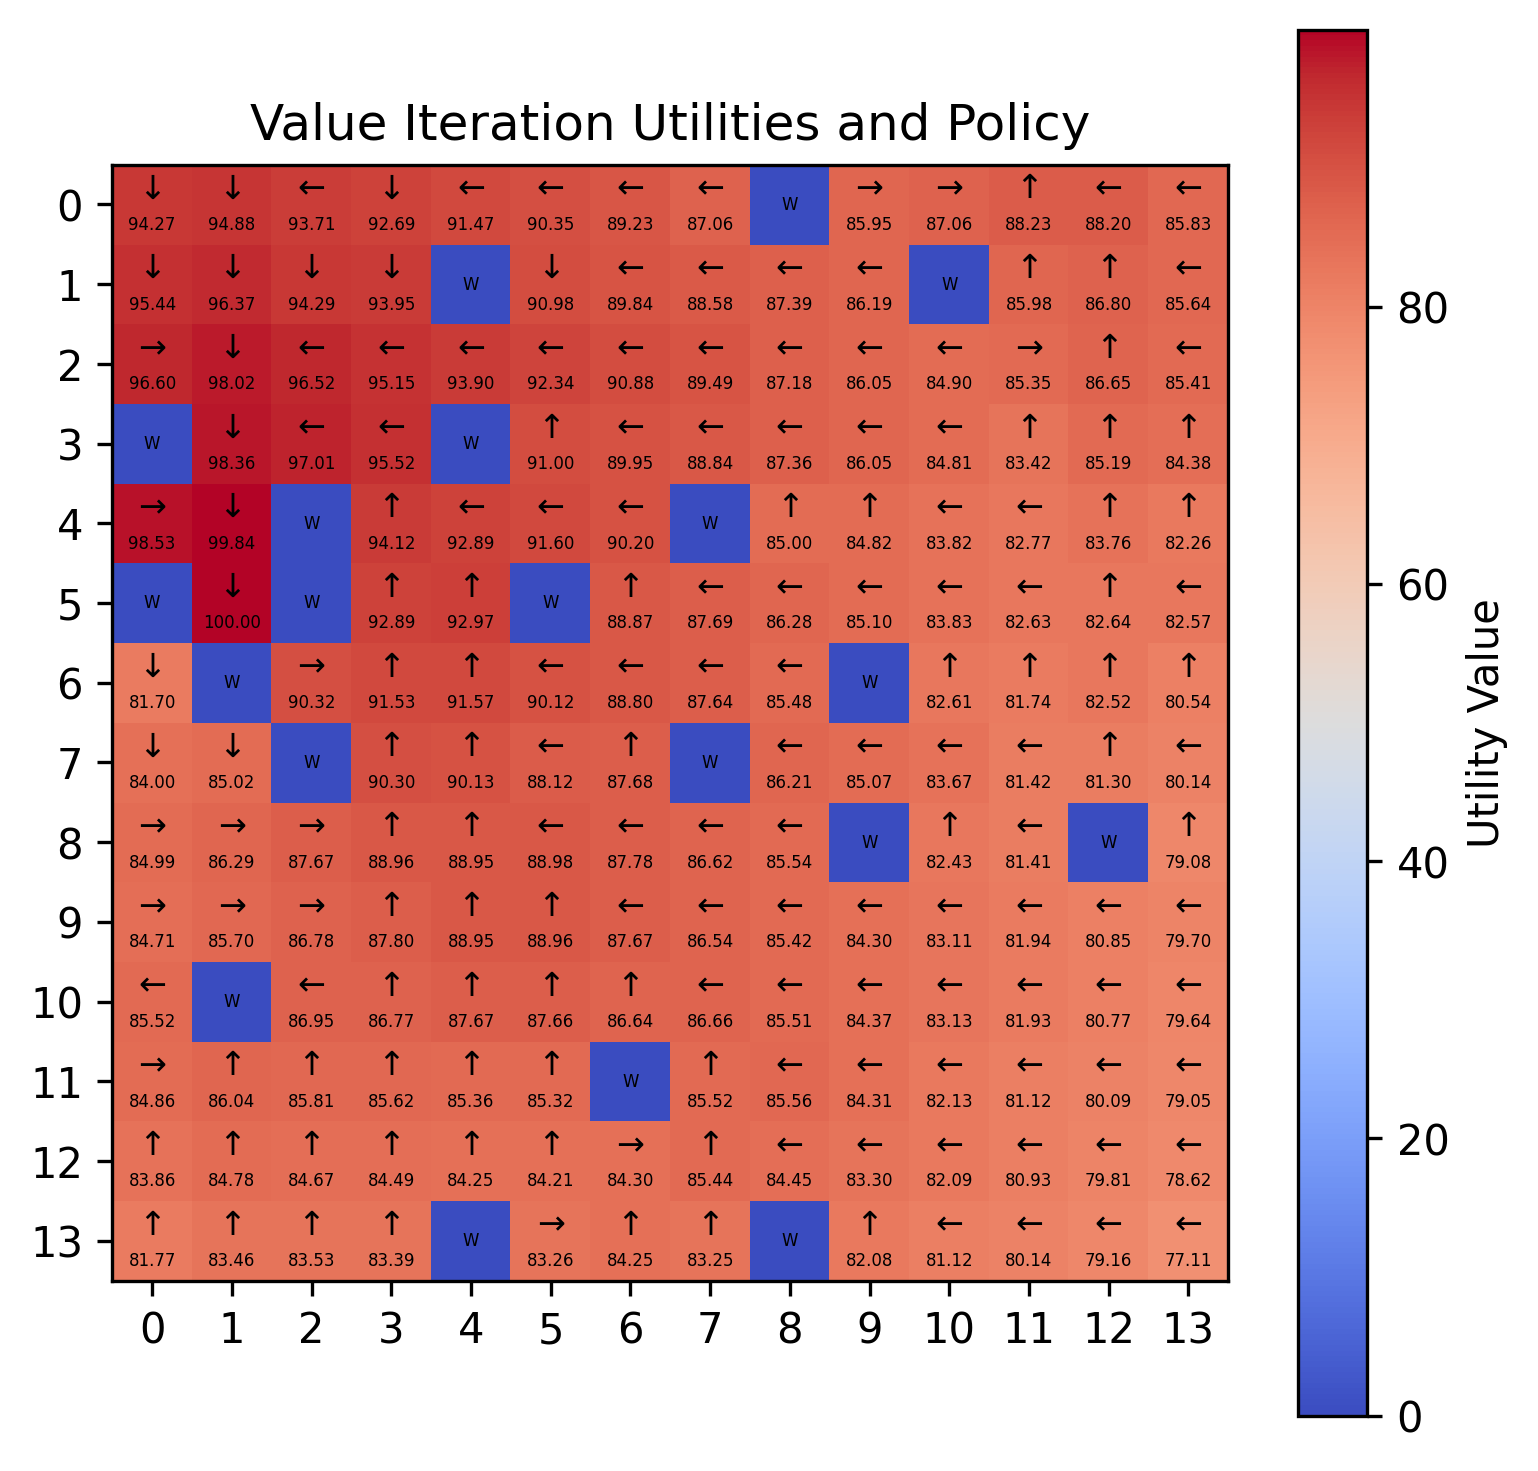 Value Iteration Utilities and Policy
0 ↓ ↓ ← ↓ ← ← ← ← W → → ↑ ← ←
94.27 94.88 93.71 92.69 91.47 90.35 89.23 87.06 85.95 87.06 88.23 88.20 85.83
1 ↓ ↓ ↓ ↓ W ↓ ← ← ← ← W ↑ ↑ ←
95.44 96.37 94.29 93.95 90.98 89.84 88.58 87.39 86.19 85.98 86.80 85.64
2 → ↓ ← ← ← ← ← ← ← ← ← → ↑ ←
96.60 98.02 96.52 95.15 93.90 92.34 90.88 89.49 87.18 86.05 84.90 85.35 86.65 85.41
3 W ↓ ← ← W ↑ ← ← ← ← ← ↑ ↑ ↑
98.36 97.01 95.52 91.00 89.95 88.84 87.36 86.05 84.81 83.42 85.19 84.38
4 → ↓ W ↑ ← ← ← W ↑ ↑ ← ← ↑ ↑
98.53 99.84 94.12 92.89 91.60 90.20 85.00 84.82 83.82 82.77 83.76 82.26
5 W ↓ W ↑ ↑ W ↑ ← ← ← ← ← ↑ ←
100.00 92.89 92.97 88.87 87.69 86.28 85.10 83.83 82.63 82.64 82.57
6 ↓ W → ↑ ↑ ← ← ← ← W ↑ ↑ ↑ ↑
81.70 90.32 91.53 91.57 90.12 88.80 87.64 85.48 82.61 81.74 82.52 80.54
7 ↓ ↓ W ↑ ↑ ← ↑ W ← ← ← ← ↑ ←
84.00 85.02 90.30 90.13 88.12 87.68 86.21 85.07 83.67 81.42 81.30 80.14
8 → → → ↑ ↑ ← ← ← ← W ↑ ← W ↑
84.99 86.29 87.67 88.96 88.95 88.98 87.78 86.62 85.54 82.43 81.41 79.08
9 → → → ↑ ↑ ↑ ← ← ← ← ← ← ← ←
84.71 85.70 86.78 87.80 88.95 88.96 87.67 86.54 85.42 84.30 83.11 81.94 80.85 79.70
10 ← W ← ↑ ↑ ↑ ↑ ← ← ← ← ← ← ←
85.52 86.95 86.77 87.67 87.66 86.64 86.66 85.51 84.37 83.13 81.93 80.77 79.64
11 → ↑ ↑ ↑ ↑ ↑ W ↑ ← ← ← ← ← ←
84.86 86.04 85.81 85.62 85.36 85.32 85.52 85.56 84.31 82.13 81.12 80.09 79.05
12 ↑ ↑ ↑ ↑ ↑ ↑ → ↑ ← ← ← ← ← ←
83.86 84.78 84.67 84.49 84.25 84.21 84.30 85.44 84.45 83.30 82.09 80.93 79.81 78.62
13 ↑ ↑ ↑ ↑ W → ↑ ↑ W ↑ ← ← ← ←
81.77 83.46 83.53 83.39 83.26 84.25 83.25 82.08 81.12 80.14 79.16 77.11
0 1 2 3 4 5 6 7 8 9 10 11 12 13
80
60
40
20
0
Utility Value